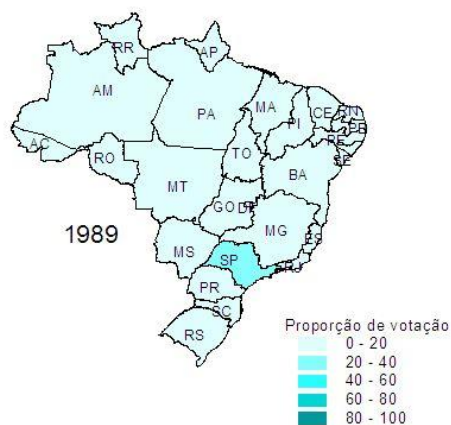 RR
AP
AM
PA
MA
CE
RN
PB
PI
PE
AC
SE
TO
RO
BA
MT
GO
DF
MG
1989
ES
MS
SP
RJ
PR
SC
RS
Proporção de votação
0 - 20
20 - 40
40 - 60
60 - 80
80 - 100